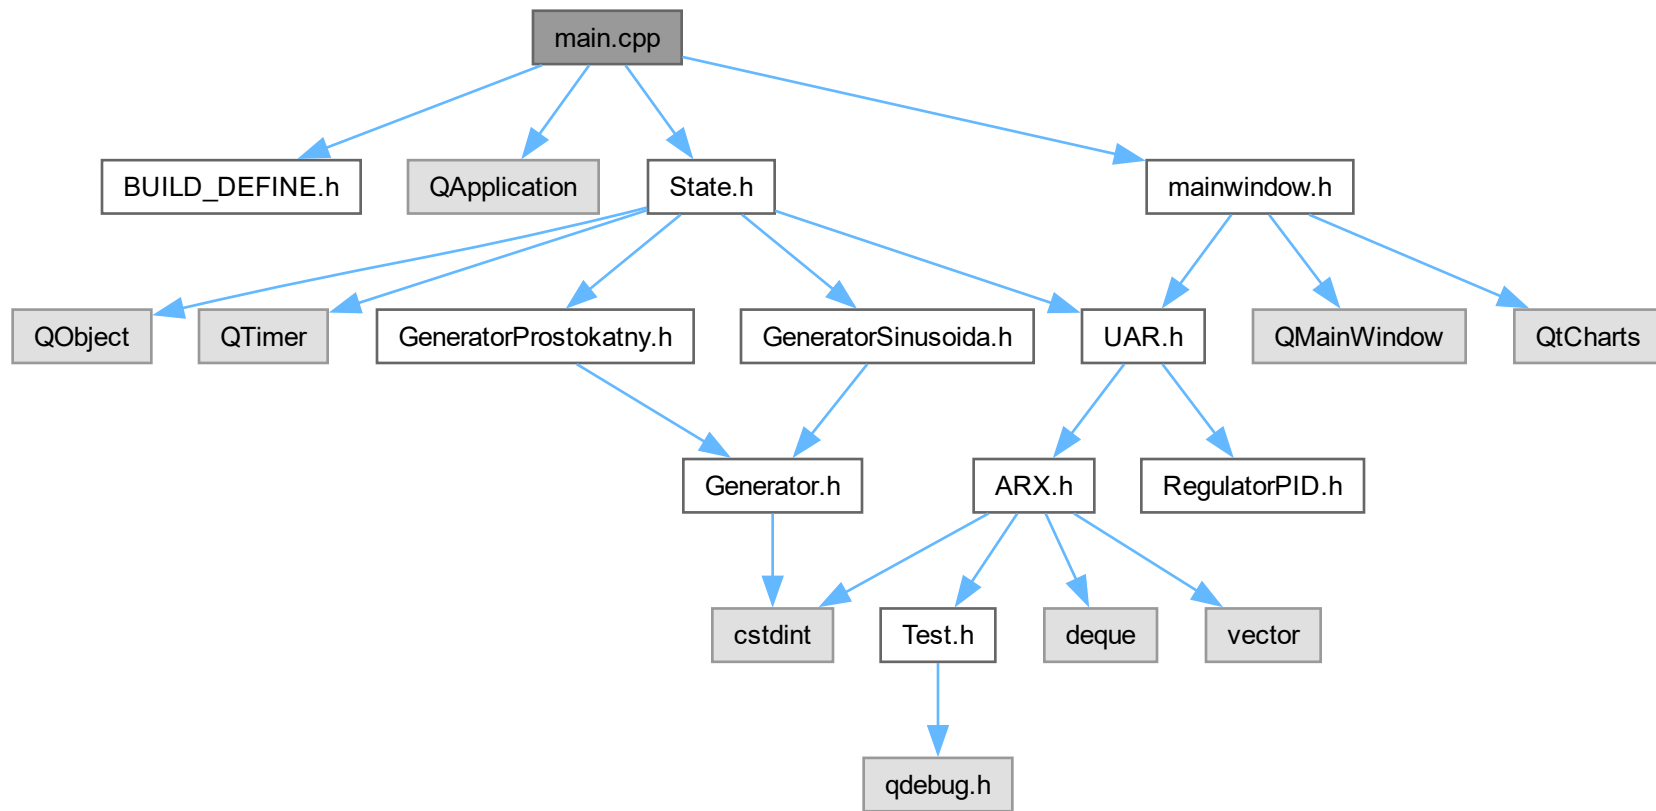 main.cpp
BUILD_DEFINE.h
QApplication
State.h
mainwindow.h
QObject
QTimer
GeneratorProstokatny.h
GeneratorSinusoida.h
UAR.h
QMainWindow
QtCharts
Generator.h
ARX.h
RegulatorPID.h
cstdint
Test.h
deque
vector
qdebug.h